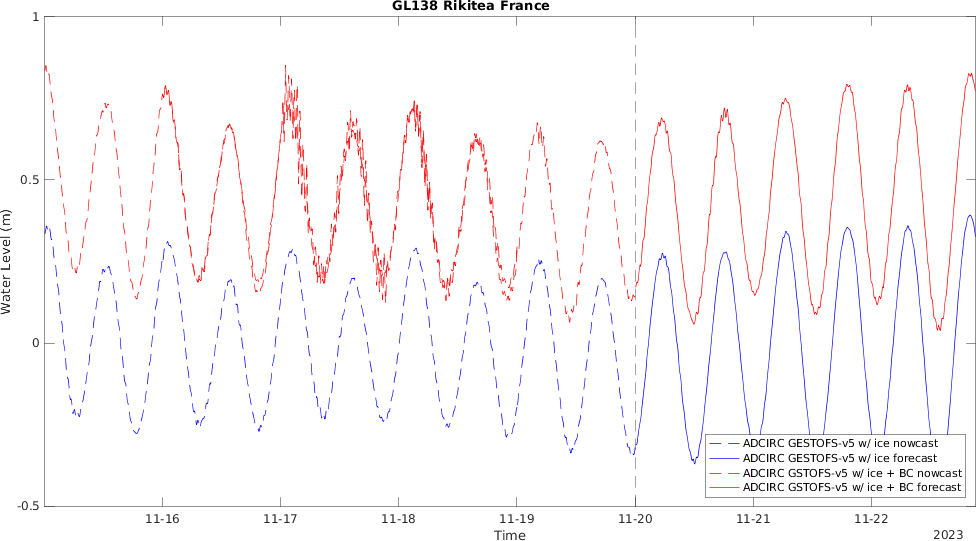 GL138 Rikitea France
1
0.5
0
-0.5
Water Level (m)
11-16
11-17
11-18
11-19
11-20
11-21
11-22
Time
2023
ADCIRC GESTOFS-v5 w/ ice nowcast
ADCIRC GESTOFS-v5 w/ ice forecast
ADCIRC GSTOFS-v5 w/ ice + BC nowcast
ADCIRC GSTOFS-v5 w/ ice + BC forecast